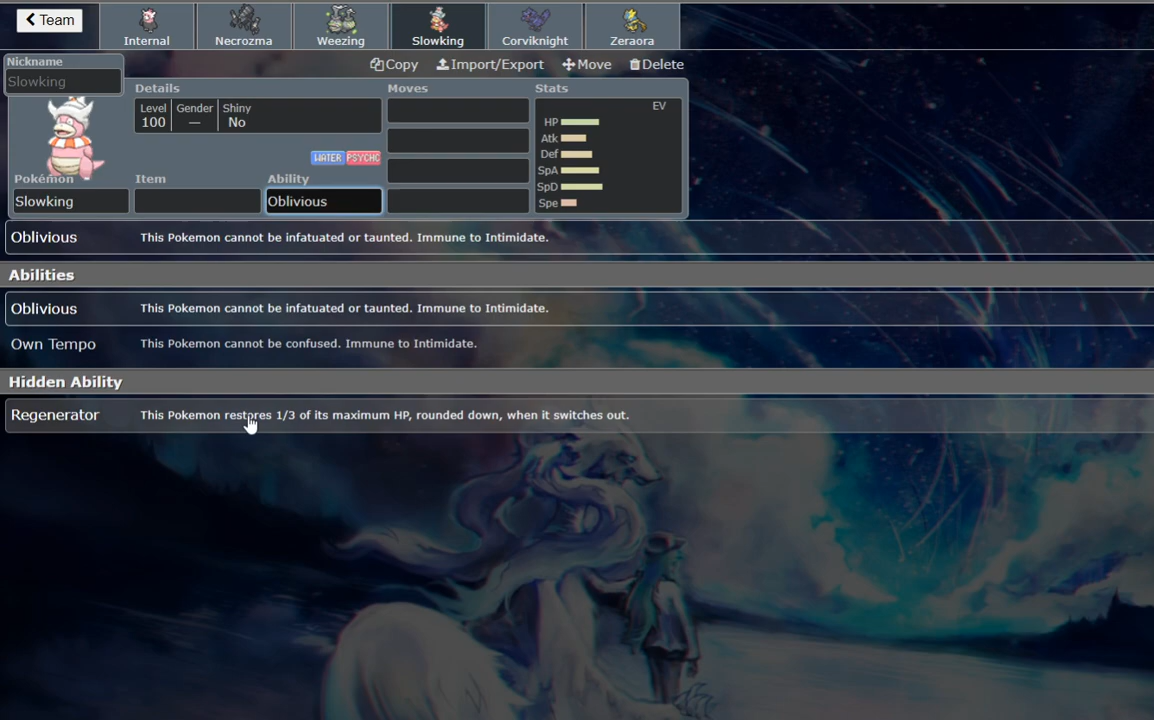 Team
Internal
Necrozma
Weezing
Slowking
Corviknight
Zeraora
Nickname
Slowking
Copy
Import/Export
Move
Delete
Details
Moves
Stats
Level
Gender
Shiny
100
—
No
EV
HP
Atk
Def
SpA
SpD
Spe
WATER
PSYCHC
Pokémon
Item
Ability
Slowking
Oblivious
Oblivious This Pokemon cannot be infatuated or taunted. Immune to Intimidate.
Abilities
Oblivious This Pokemon cannot be infatuated or taunted. Immune to Intimidate.
Own Tempo This Pokemon cannot be confused. Immune to Intimidate.
Hidden Ability
Regenerator This Pokemon restores 1/3 of its maximum HP, rounded down, when it switches out.